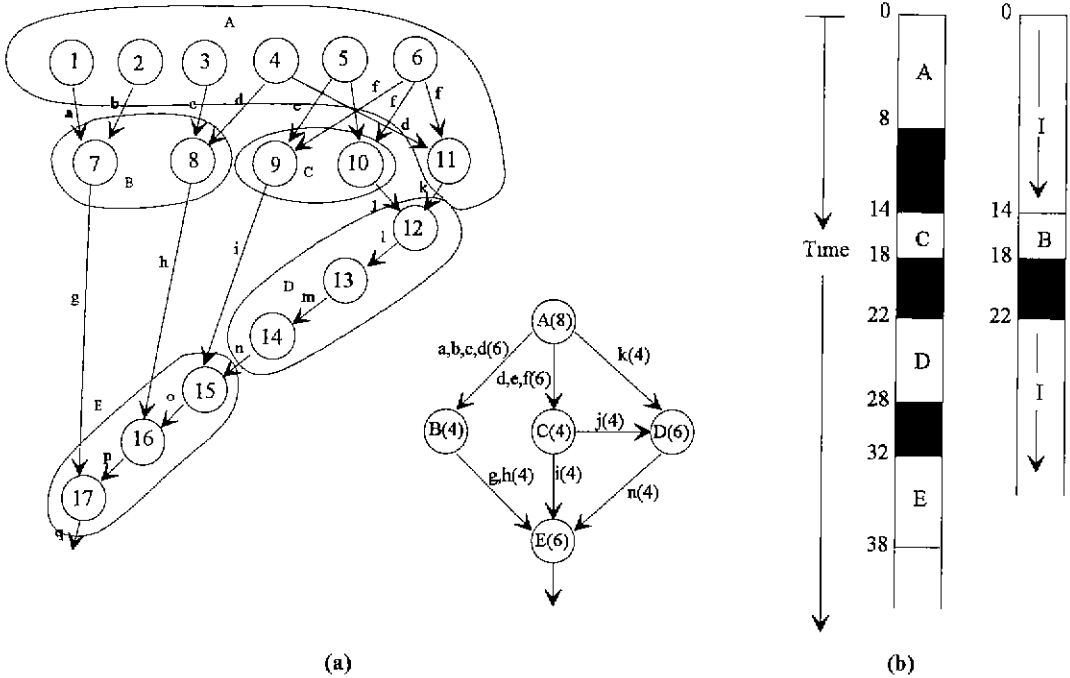 A
1 2 3 4 5 6
a b c d e f f f d
7 8 9 10 11
B C
j k
12
h i l
13
D
g m
14
n
15
E o
16
p
17
q
A(8)
a,b,c,d(6) k(4)
d,e,f(6)
B(4) C(4) j(4) D(6)
g,h(4) i(4) n(4)
E(6)
(a)
0 0
A
8
I
14 14
Time C B
18 18
22 22
D
I
28
32
E
38
(b)